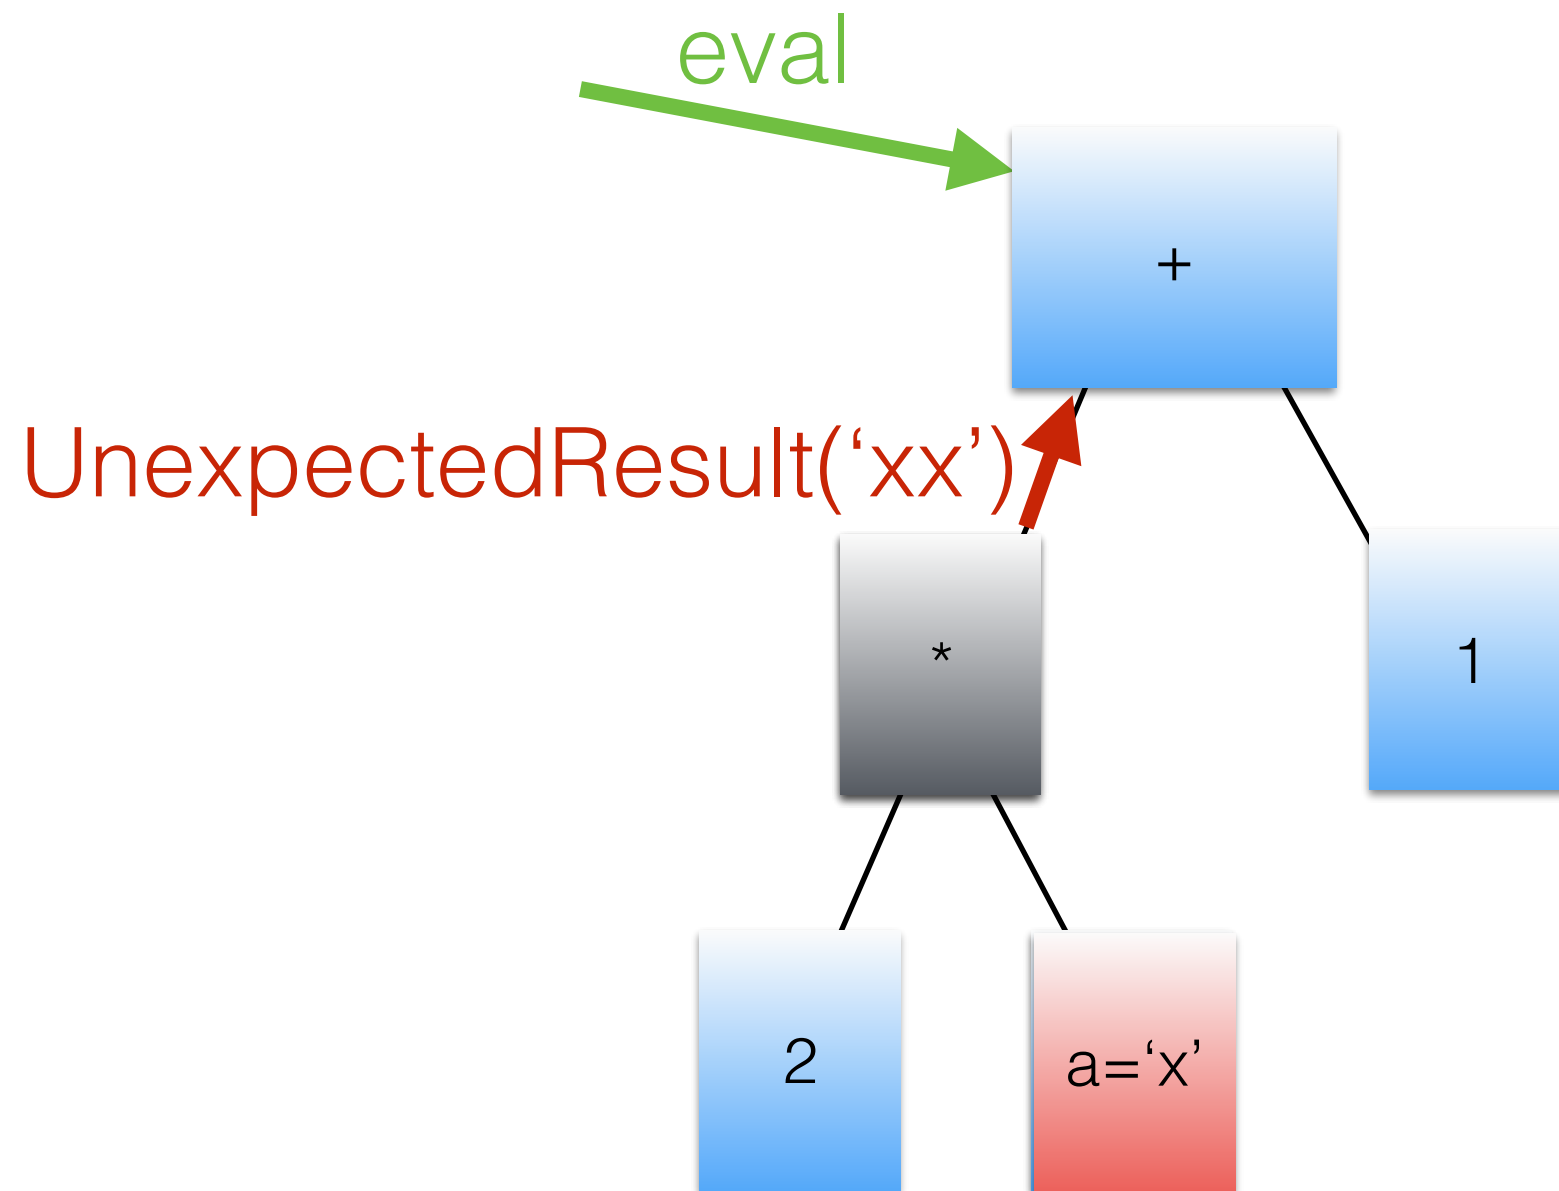 eval
+
UnexpectedResult(‘xx’)
*
1
2
a=‘x’